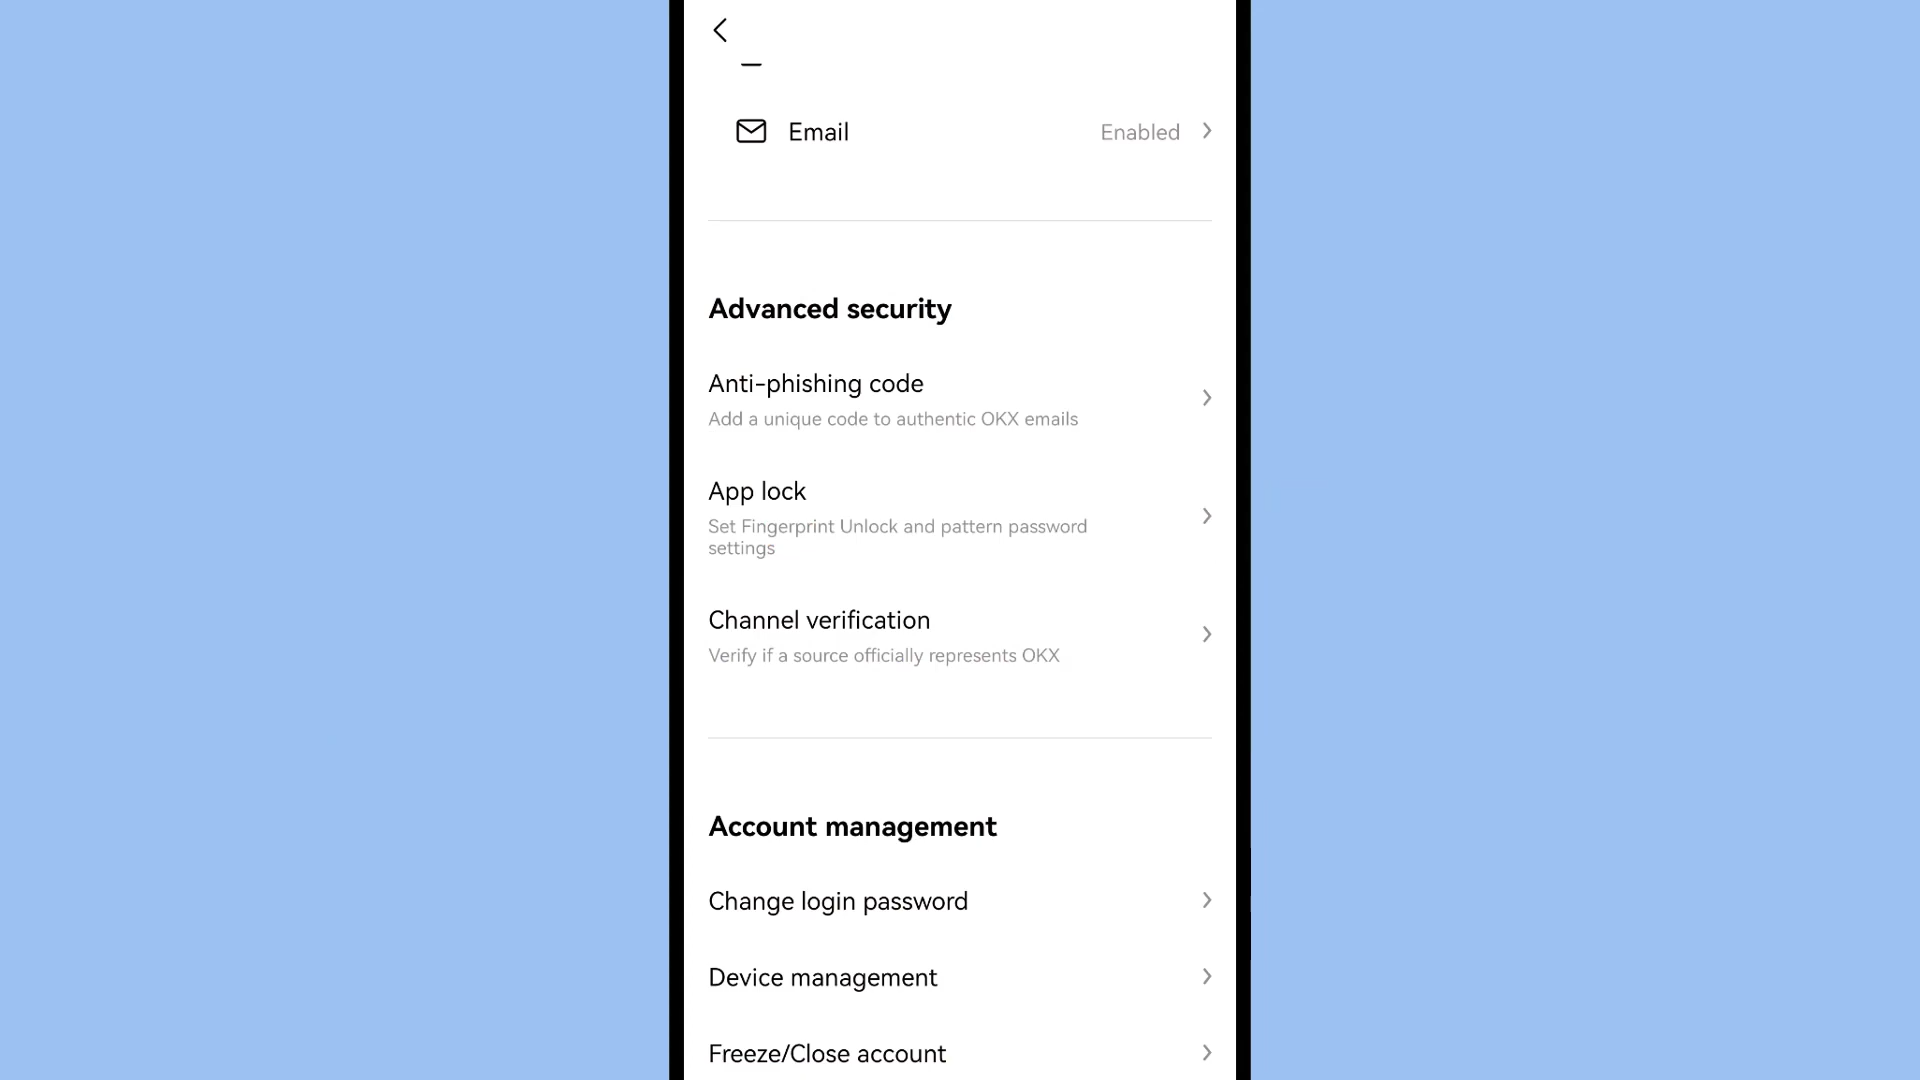 Email
Enabled
Advanced security
Anti-phishing code
Add a unique code to authentic OKX emails
App lock
Set Fingerprint Unlock and pattern password
settings
Channel verification
Verify if a source officially represents OKX
Account management
Change login password
Device management
Freeze/Close account